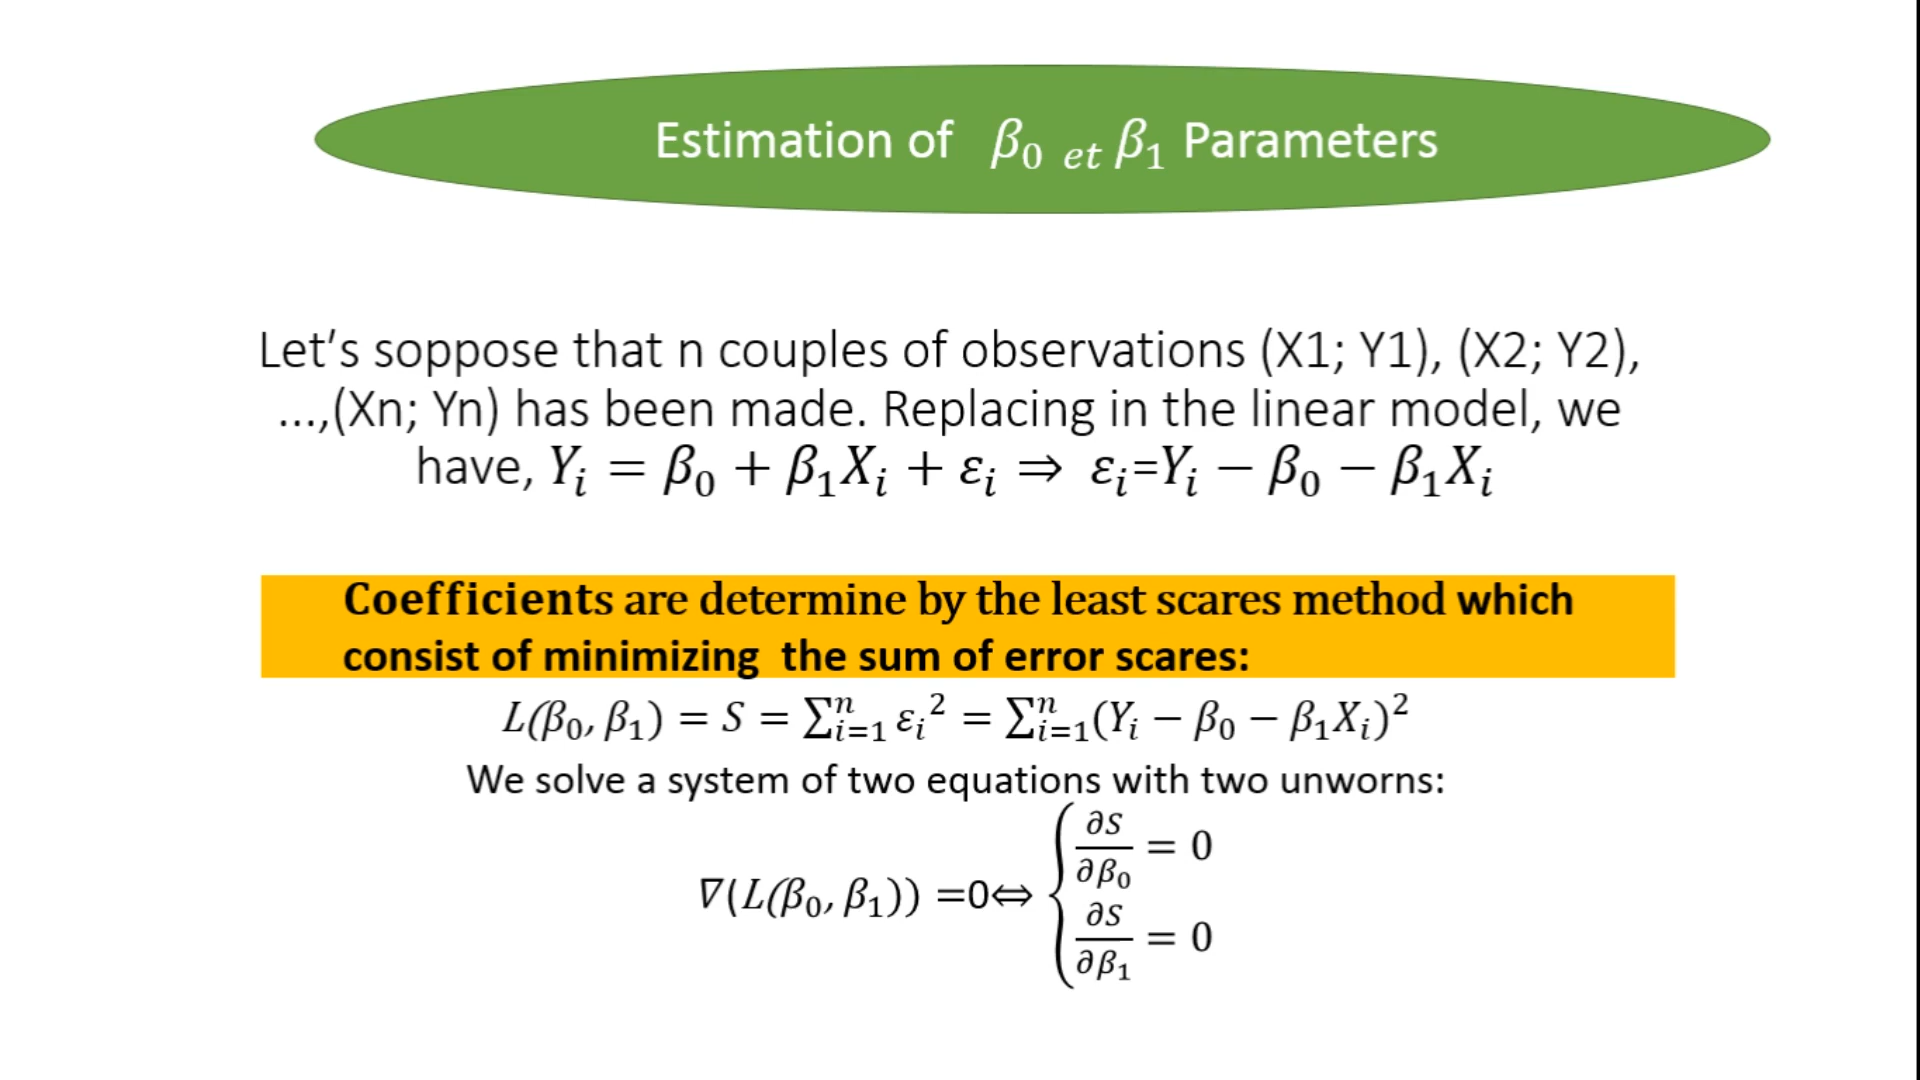 Estimation of β₀ et β₁ Parameters
Let's soppose that n couples of observations (X1; Y1), (X2; Y2),
...,(Xn; Yn) has been made. Replacing in the linear model, we
have, Yᵢ = β₀ + β₁Xᵢ + εᵢ ⇒ εᵢ=Yᵢ − β₀ − β₁Xᵢ
Coefficients are determine by the least scares method which
consist of minimizing the sum of error scares:
L(β₀, β₁) = S = ∑ⁿᵢ₌₁ εᵢ² = ∑ⁿᵢ₌₁(Yᵢ − β₀ − β₁Xᵢ)²
We solve a system of two equations with two unworns:
∇(L(β₀, β₁)) =0⇔ { ∂S/∂β₀ = 0
∂S/∂β₁ = 0